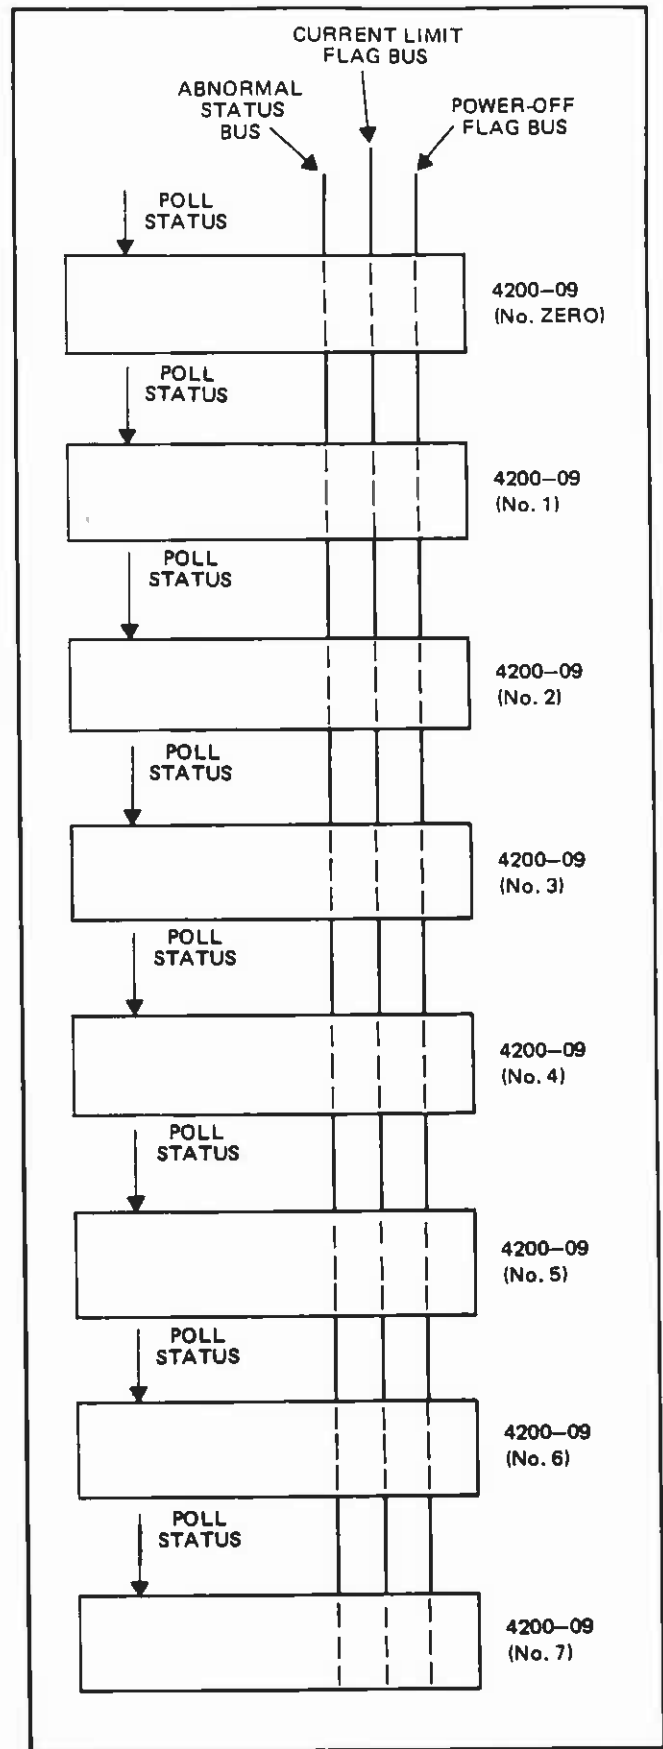 CURRENT LIMIT
FLAG BUS
ABNORMAL
STATUS
BUS
POWER-OFF
FLAG BUS
POLL
STATUS
4200-09
(No. ZERO)
POLL
STATUS
4200-09
(No. 1)
POLL
STATUS
4200-09
(No. 2)
POLL
STATUS
4200-09
(No. 3)
POLL
STATUS
4200-09
(No. 4)
POLL
STATUS
4200-09
(No. 5)
POLL
STATUS
4200-09
(No. 6)
POLL
STATUS
4200-09
(No. 7)